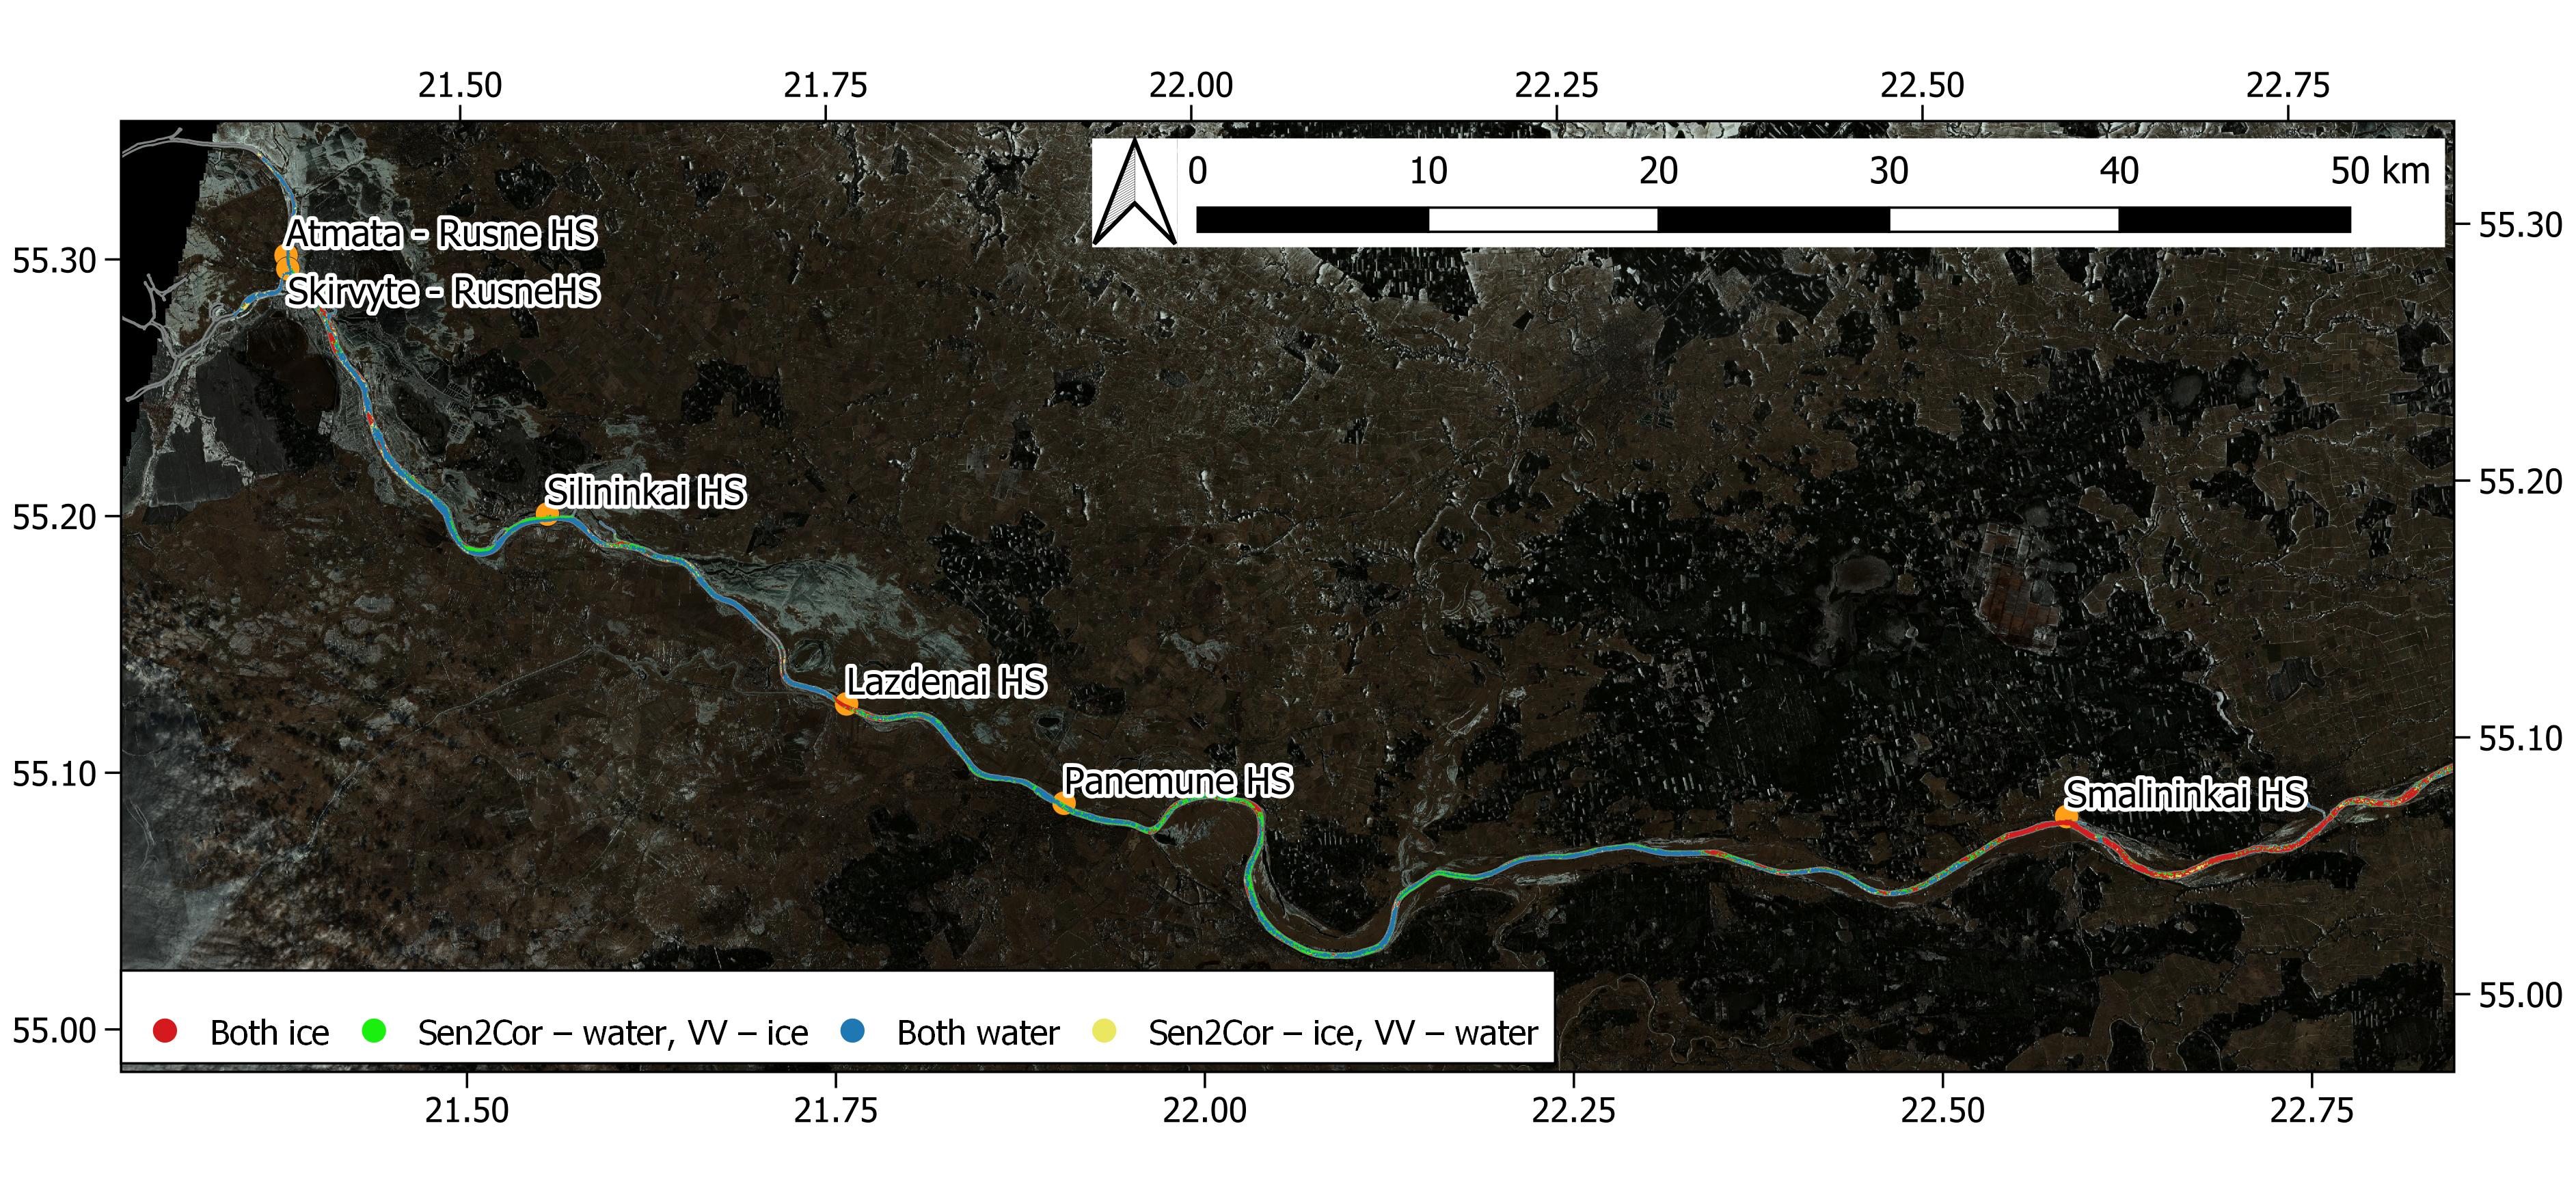 21.50 21.75 22.00 22.25 22.50 22.75
0 10 20 30 40 50 km
55.30 55.30
Atmata - Rusne HS
Skirvyte - RusneHS
55.20 55.20
Silininkai HS
Lazdenai HS
55.10 55.10
Panemune HS
Smalininkai HS
55.00 55.00
Both ice Sen2Cor – water, VV – ice Both water Sen2Cor – ice, VV – water
21.50 21.75 22.00 22.25 22.50 22.75